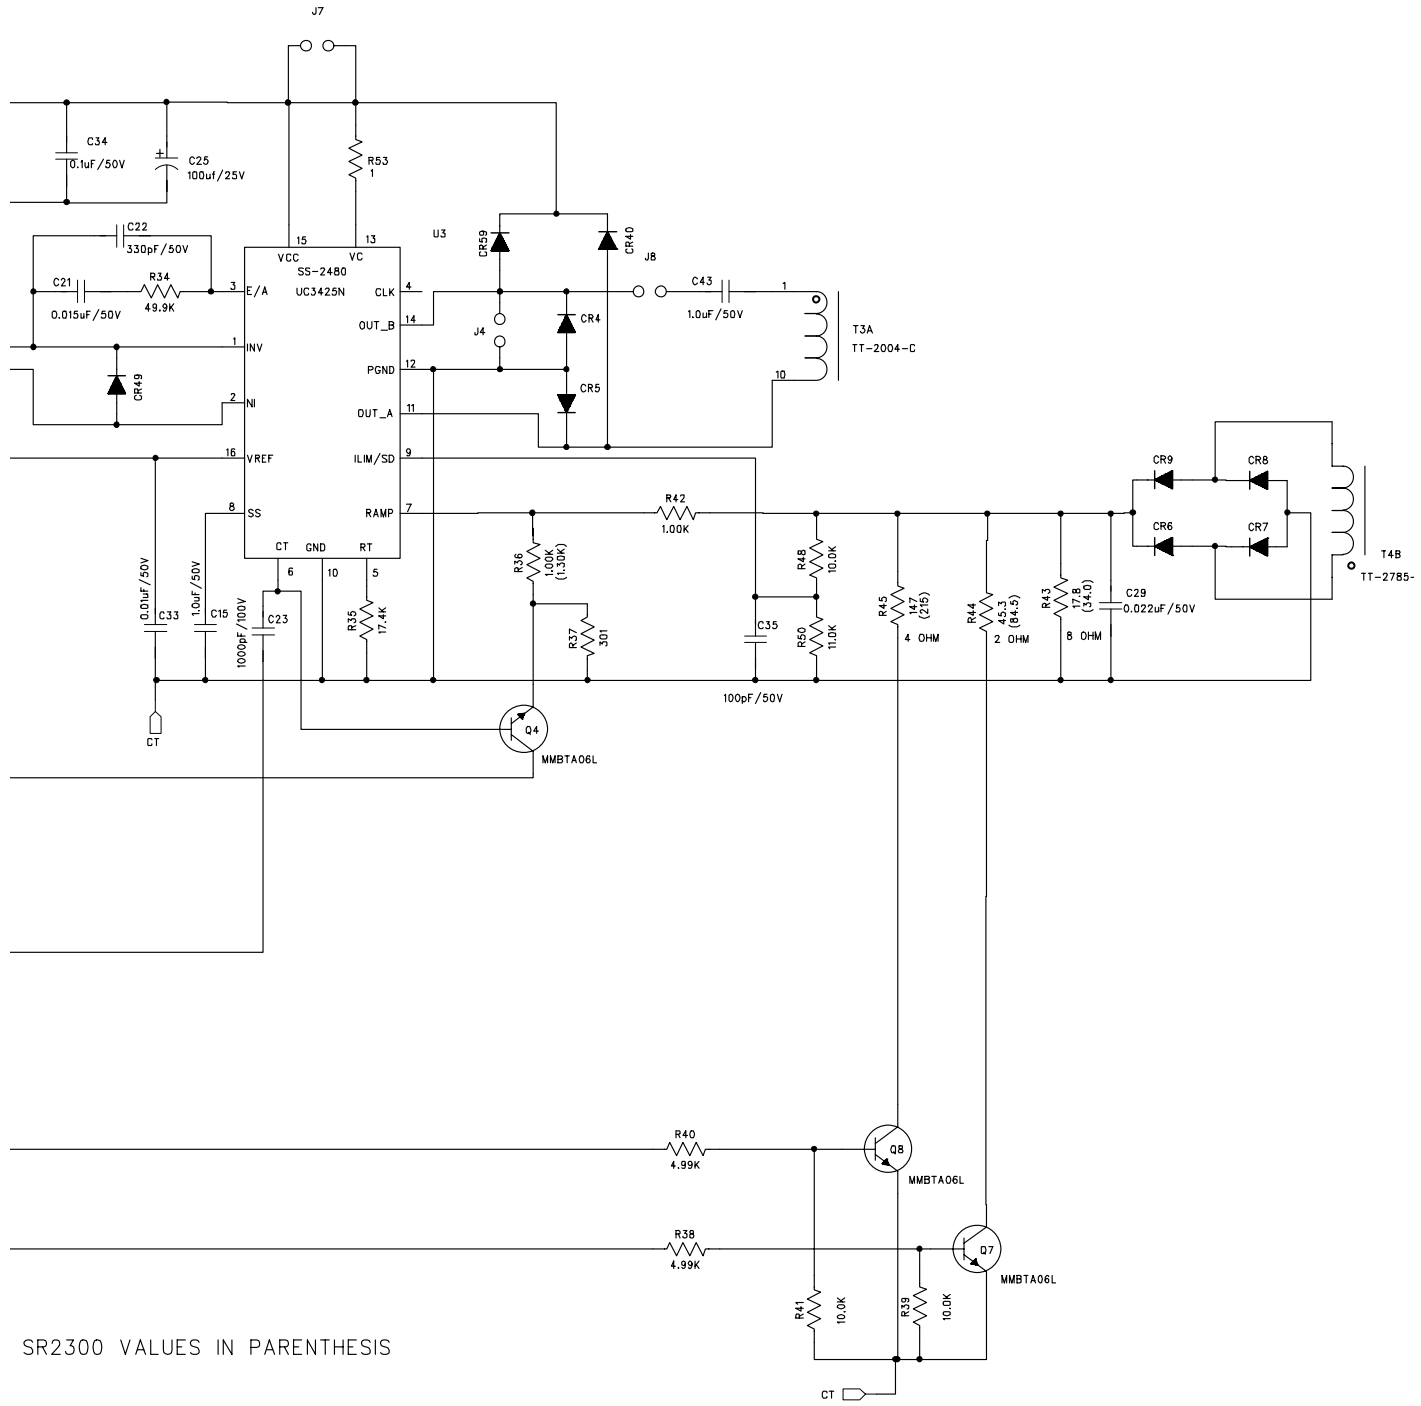 J7
C34
0.1uF/50V
+
C25
100uf/25V
R53
1
C22
330pF/50V
15
13
U3
CR59
CR40
VCC
VC
SS-2480
UC3425N
J8
C21
R34
3
E/A
CLK
4
C43
1
0.015uF/50V
49.9K
1.0uF/50V
OUT_B
14
J4
CR4
T3A
TT-2004-C
1
INV
PGND
12
10
CR49
2
NI
CR5
OUT_A
11
16
VREF
ILIM/SD
9
CR9
CR8
8
SS
RAMP
7
R42
1.00K
CR6
CR7
CT
GND
RT
6
10
5
T4B
TT-2785-
0.01uF/50V
C33
1.0uF/50V
C15
1000pF/100V
C23
R35
17.4K
R36
1.00K
(1.30K)
R37
301
C35
100pF/50V
R48
10.0K
R50
11.0K
R45
147
(215)
4 OHM
R44
45.3
(84.5)
2 OHM
R43
17.8
(34.0)
8 OHM
C29
0.022uF/50V
CT
Q4
MMBTA06L
R40
4.99K
Q8
MMBTA06L
R38
4.99K
Q7
MMBTA06L
R41
10.0K
R39
10.0K
SR2300 VALUES IN PARENTHESIS
CT